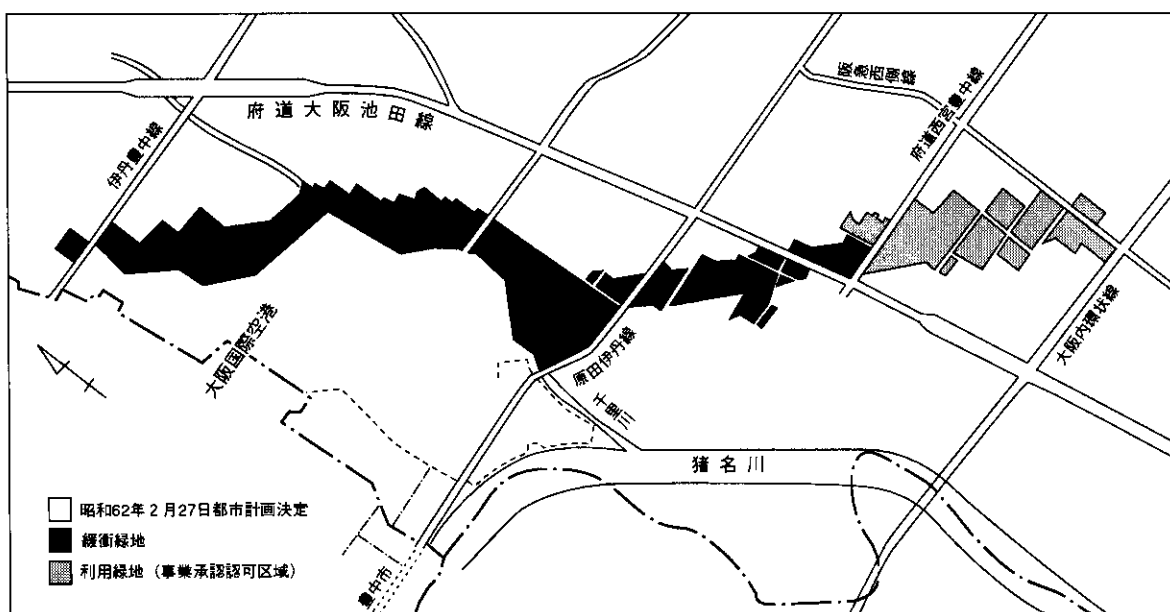 阪急西側線
府道西宮豊中線
府道大阪池田線
伊丹豊中線
大阪国際空港
原田伊丹線
千里川
大阪内環状線
猪名川
豊中市
昭和62年2月27日都市計画決定
緩衝緑地
利用緑地(事業承認認可区域)